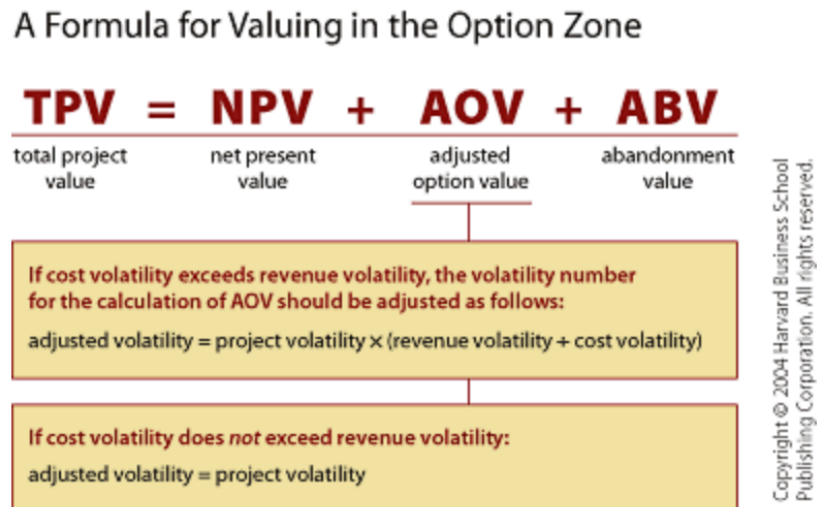 A Formula for Valuing in the Option Zone
TPV = NPV + AOV + ABV
total project value
net present value
adjusted option value
abandonment value
If cost volatility exceeds revenue volatility, the volatility number
for the calculation of AOV should be adjusted as follows:
adjusted volatility = project volatility × (revenue volatility + cost volatility)
If cost volatility does not exceed revenue volatility:
adjusted volatility = project volatility
Copyright © 2004 Harvard Business School
Publishing Corporation. All rights reserved.